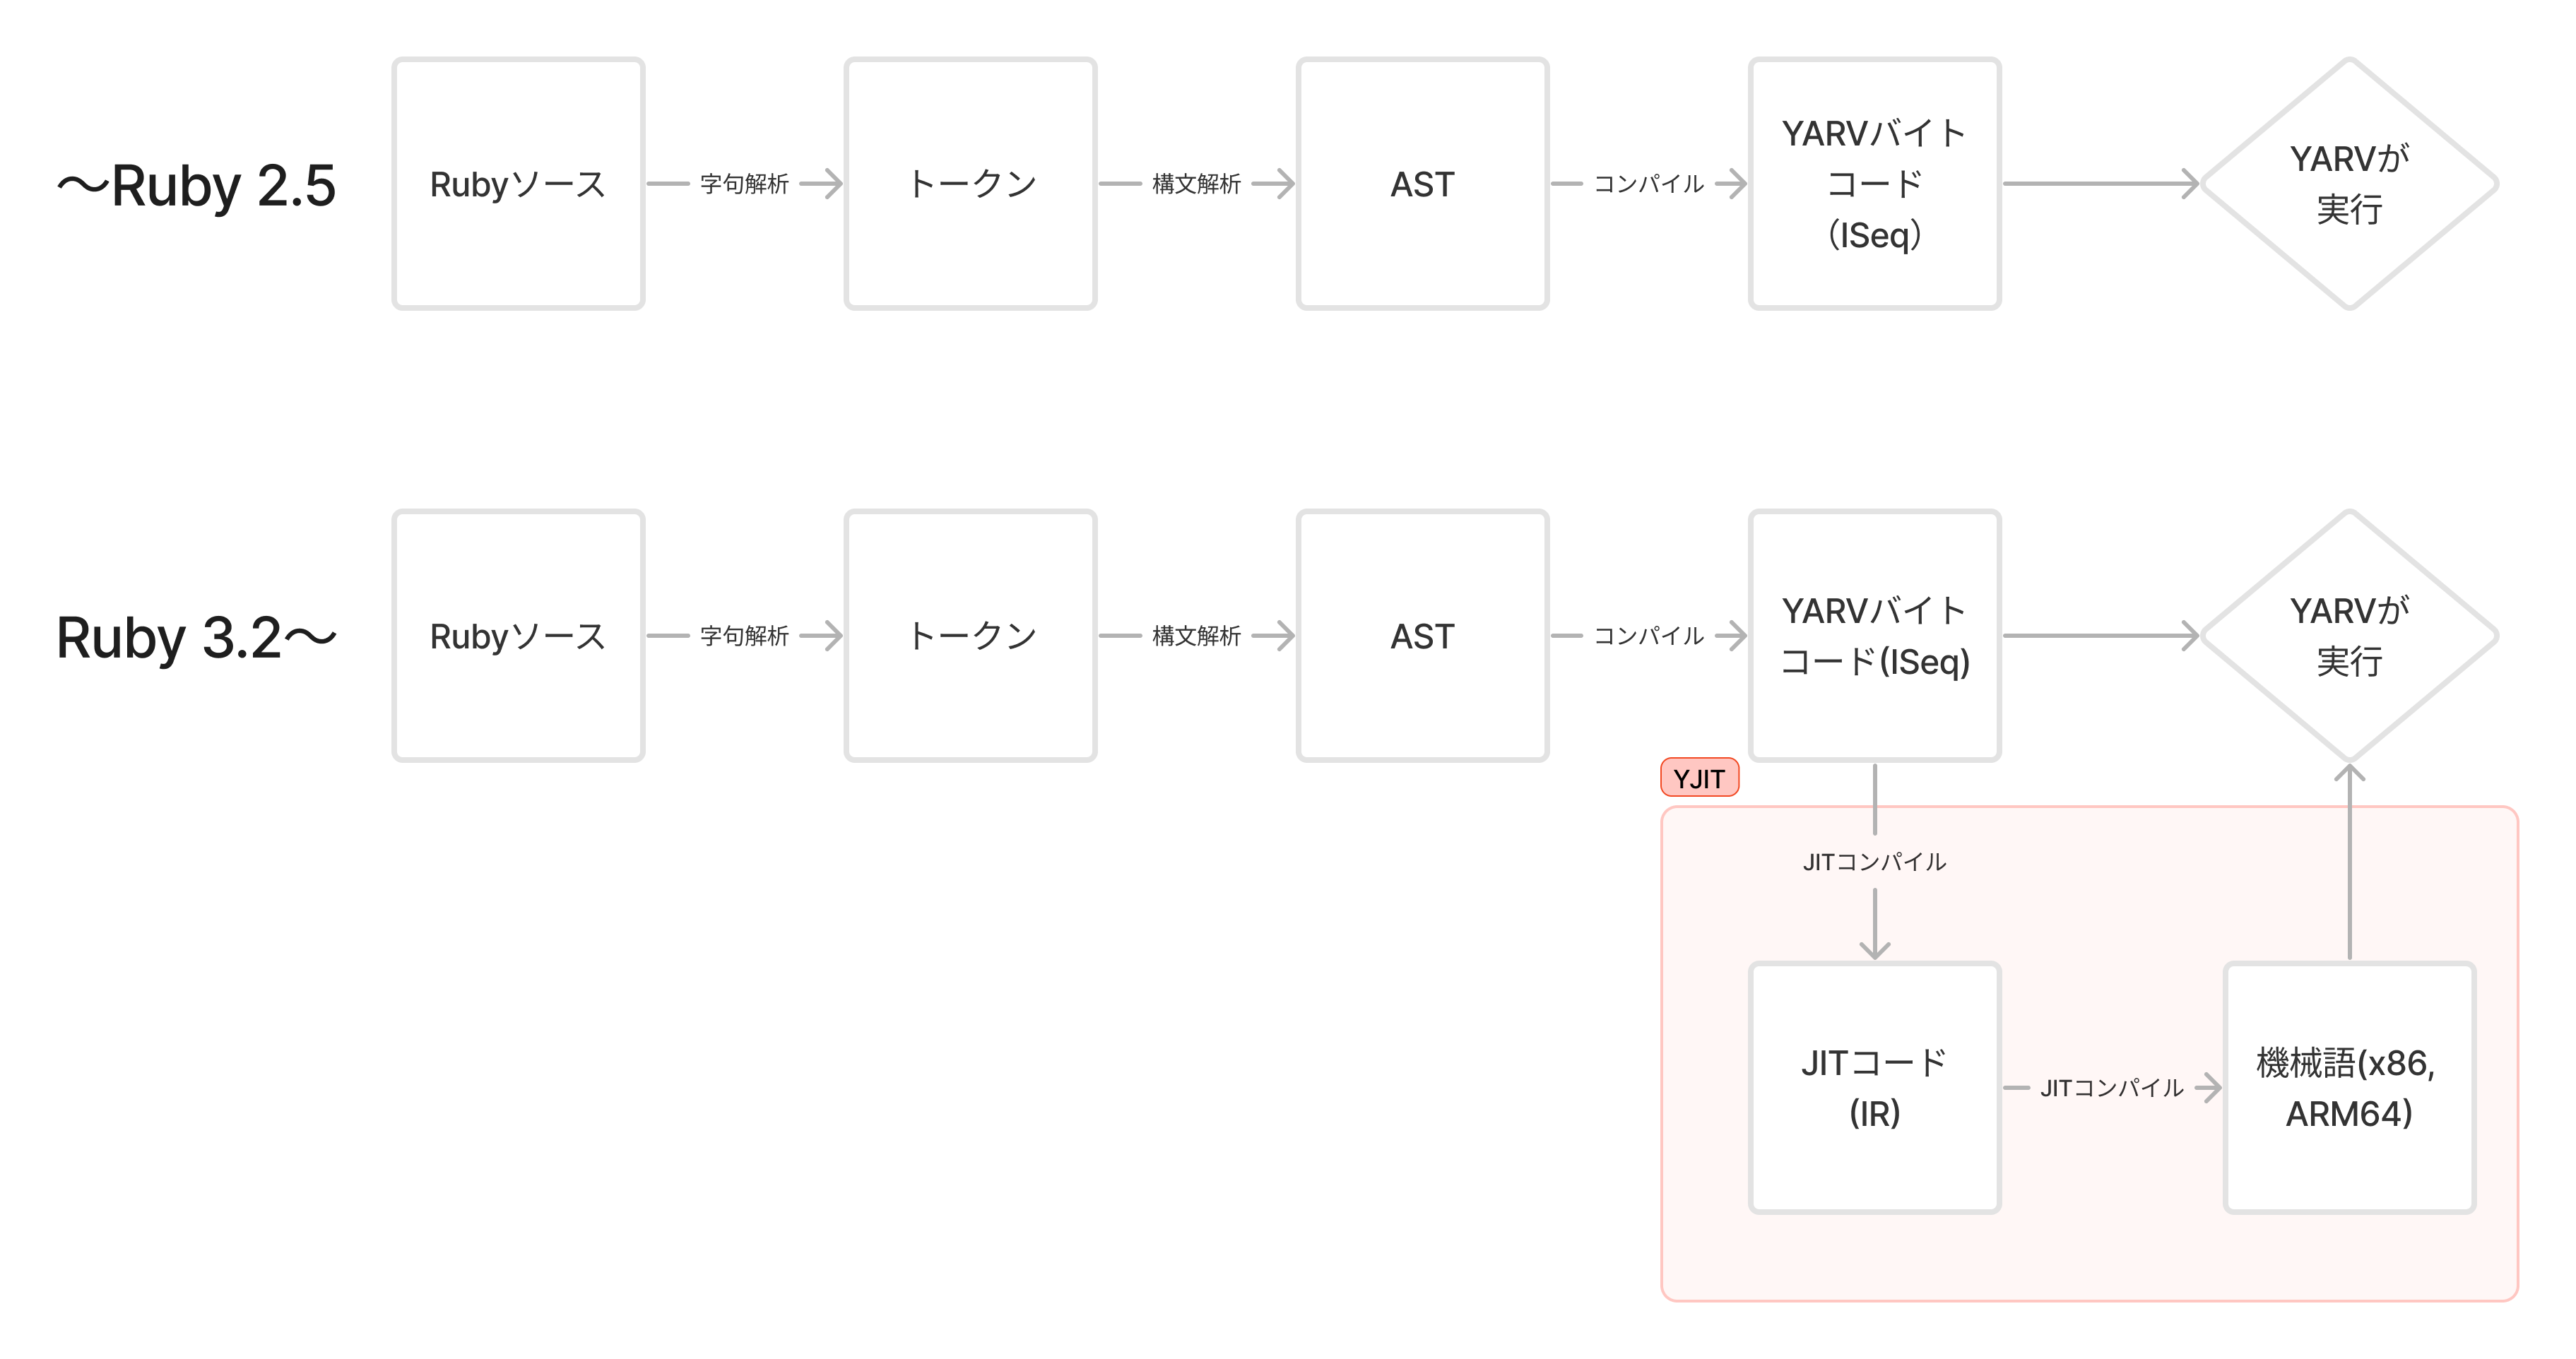 〜Ruby 2.5
Rubyソース
字句解析
トークン
構文解析
AST
コンパイル
YARVバイト
コード
（ISeq）
YARVが
実行
Ruby 3.2〜
Rubyソース
字句解析
トークン
構文解析
AST
コンパイル
YARVバイト
コード(ISeq)
YARVが
実行
YJIT
JITコンパイル
JITコード
(IR)
JITコンパイル
機械語(x86,
ARM64)